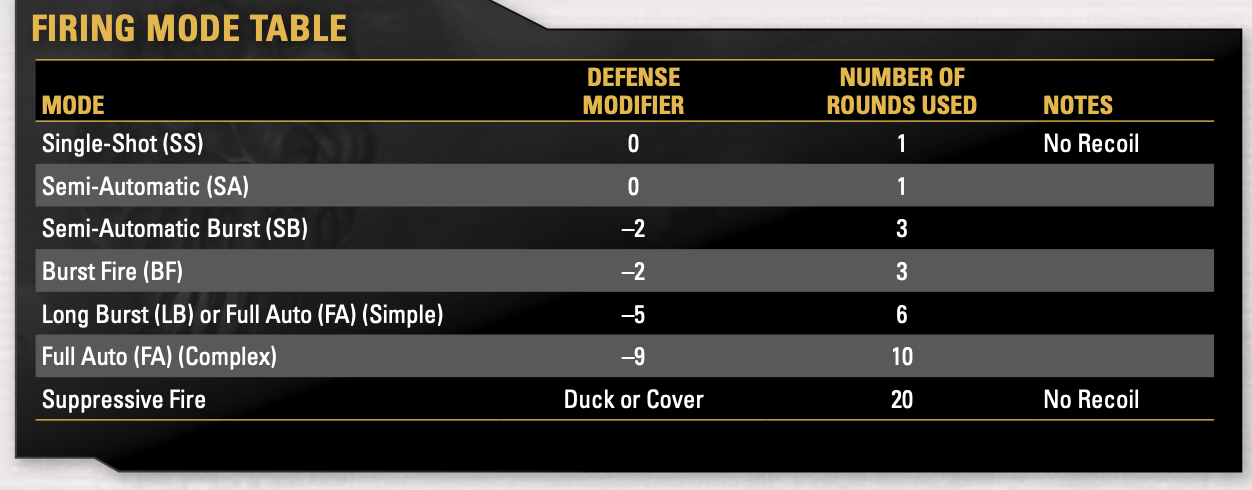 FIRING MODE TABLE
DEFENSE NUMBER OF
MODE MODIFIER ROUNDS USED NOTES
Single-Shot (SS) 0 1 No Recoil
Semi-Automatic (SA) 0 1
Semi-Automatic Burst (SB) –2 3
Burst Fire (BF) –2 3
Long Burst (LB) or Full Auto (FA) (Simple) –5 6
Full Auto (FA) (Complex) –9 10
Suppressive Fire Duck or Cover 20 No Recoil